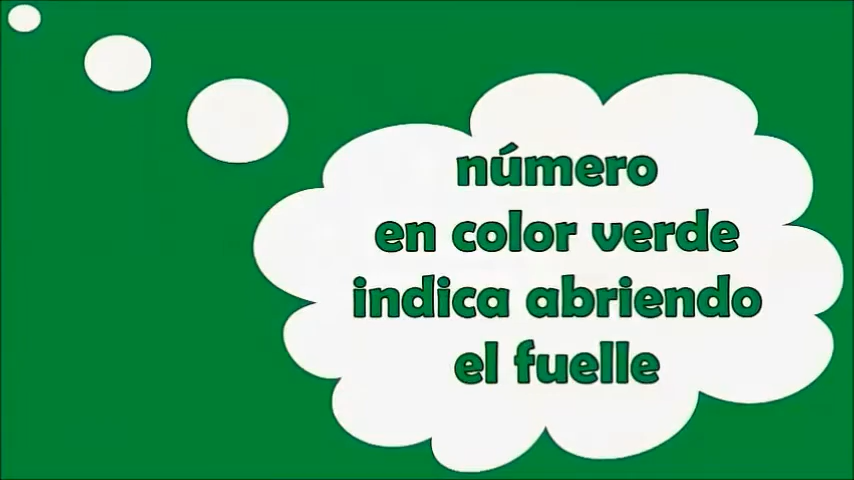 número
en color verde
indica abriendo
el fuelle